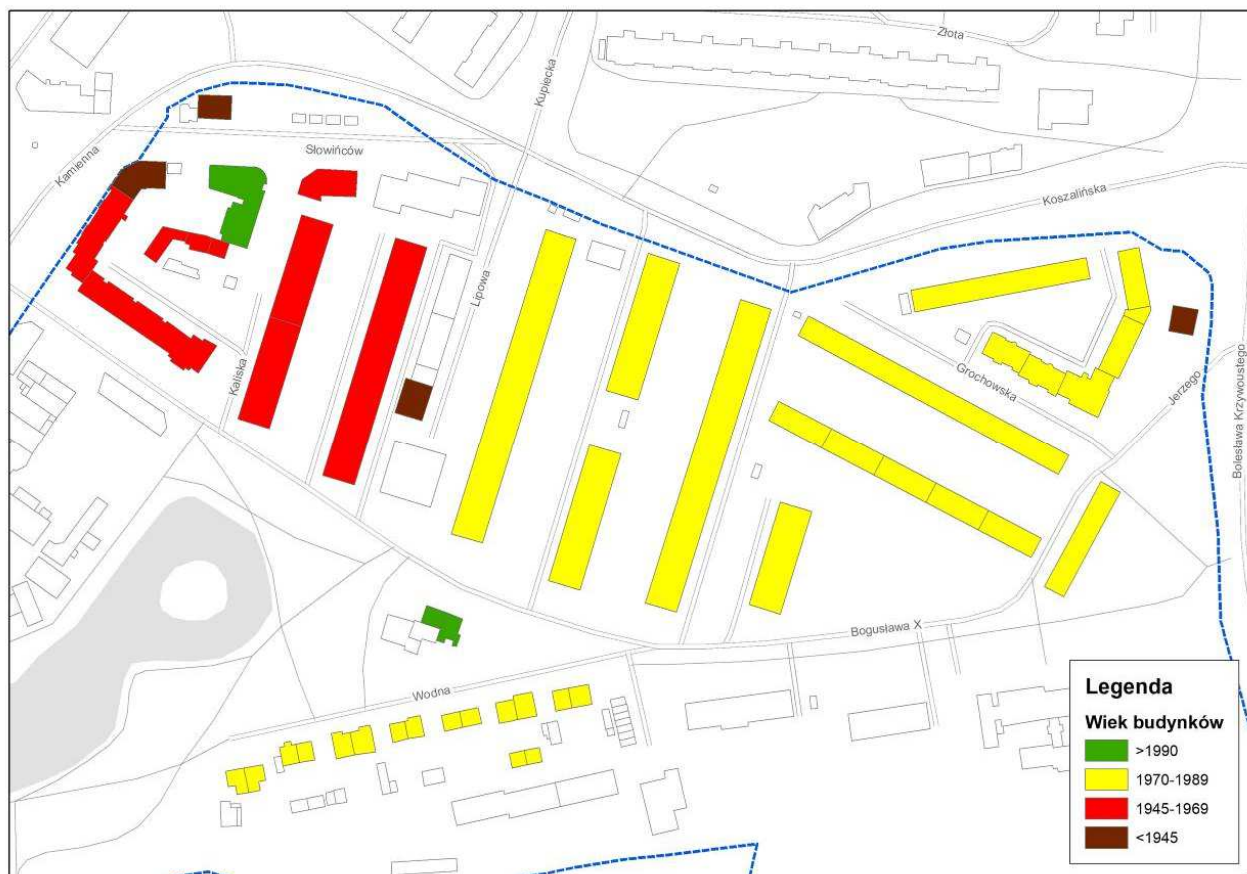 Złota
Kupiecka
Słowińców
Kamienna
Koszalińska
Lipowa
Kaliska
Grochowska
Jerzego
Bolesława Krzywoustego
Bogusława X
Wodna
Legenda
Wiek budynków
>1990
1970-1989
1945-1969
<1945